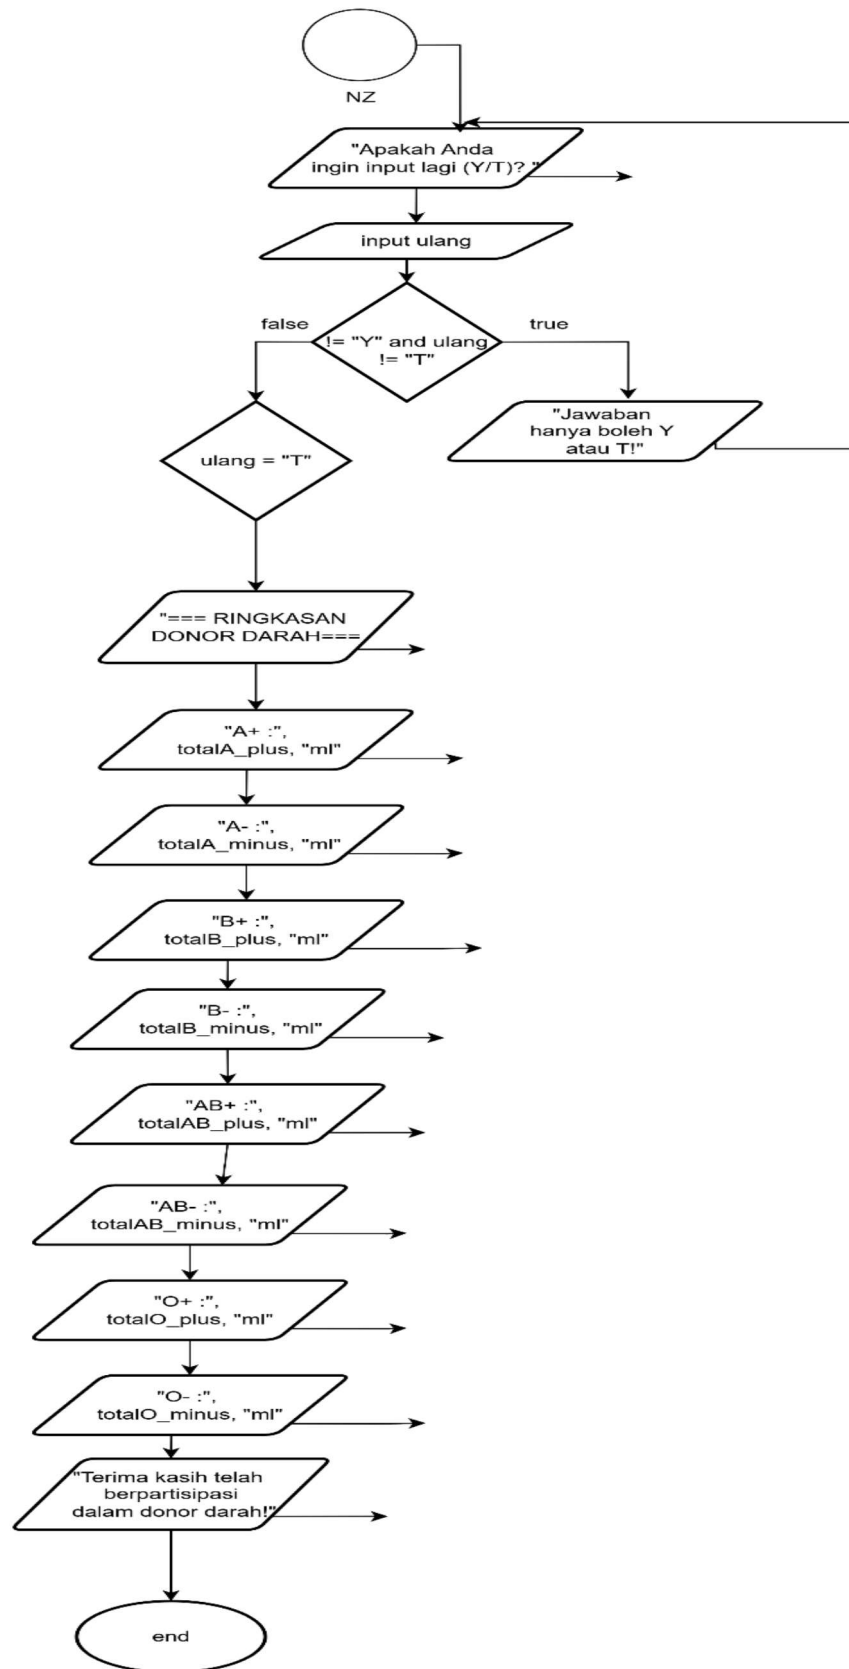 NZ
"Apakah Anda
ingin input lagi (Y/T)? "
input ulang
false
true
!= "Y" and ulang
!= "T"
"Jawaban
hanya boleh Y
atau T!"
ulang = "T"
"=== RINGKASAN
DONOR DARAH===
"A+ :",
totalA_plus, "ml"
"A- :",
totalA_minus, "ml"
"B+ :",
totalB_plus, "ml"
"B- :",
totalB_minus, "ml"
"AB+ :",
totalAB_plus, "ml"
"AB- :",
totalAB_minus, "ml"
"O+ :",
totalO_plus, "ml"
"O- :",
totalO_minus, "ml"
"Terima kasih telah
berpartisipasi
dalam donor darah!"
end